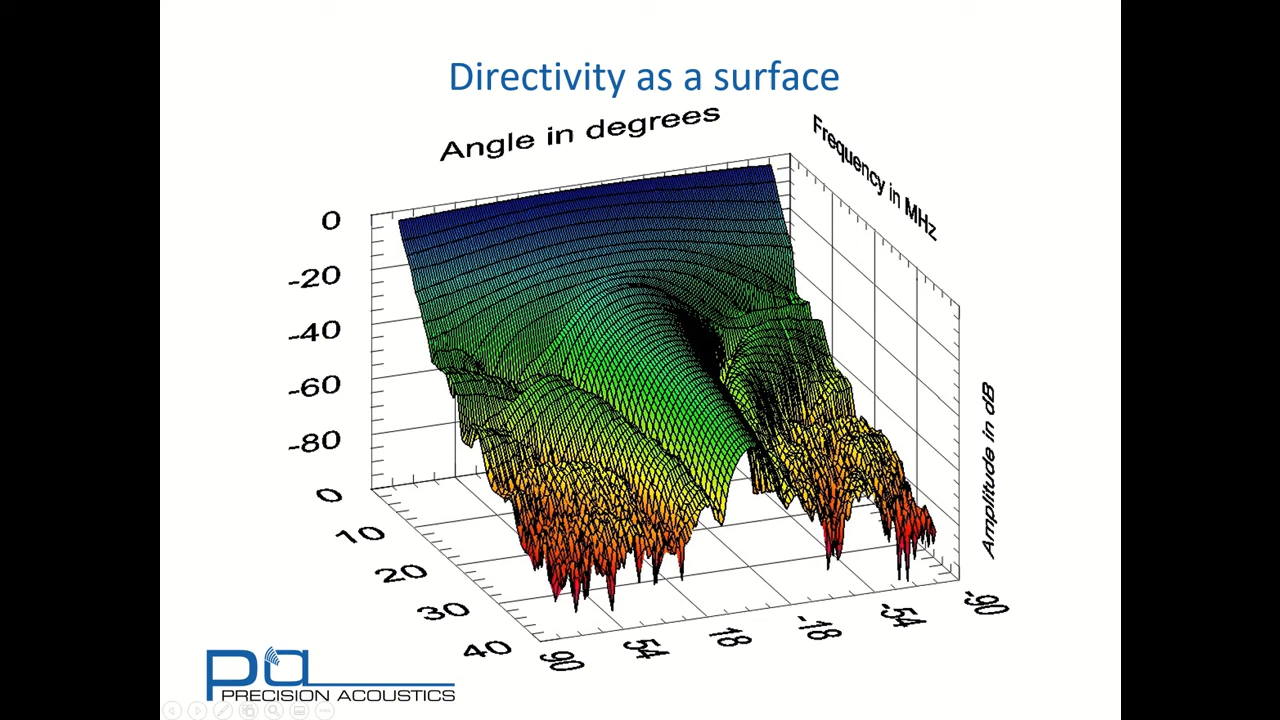 Directivity as a surface
Angle in degrees
Frequency in MHz
0
-20
-40
-60
-80
0
10
20
30
40
90
54
18
-18
-54
-90
Amplitude in dB
pa
PRECISION ACOUSTICS